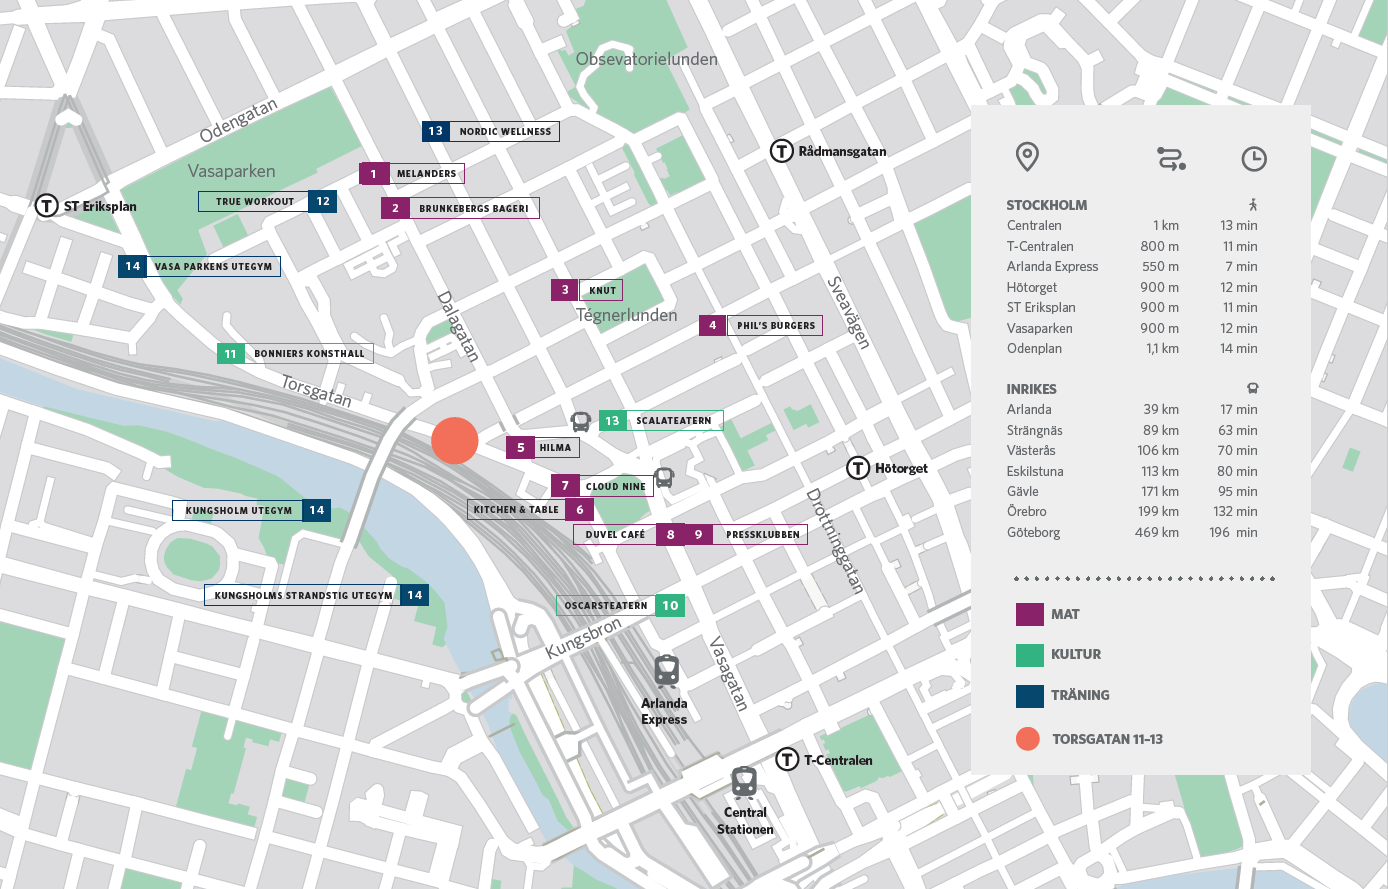 Obsevatorielunden
Odengatan
13 NORDIC WELLNESS
Rådmansgatan
Vasaparken
1 MELANDERS
TRUE WORKOUT 12
2 BRUNKEBERGS BAGERI
ST Eriksplan
14 VASA PARKENS UTEGYM
3 KNUT
Tégnerlunden
4 PHIL'S BURGERS
Sveavägen
Dalagatan
11 BONNIERS KONSTHALL
Torsgatan
13 SCALATEATERN
5 HILMA
Hötorget
7 CLOUD NINE
KITCHEN & TABLE 6
KUNGSHOLM UTEGYM 14
DUVEL CAFÉ 8 9 PRESSKLUBBEN
Drottninggatan
KUNGSHOLMS STRANDSTIG UTEGYM 14
OSCARSTEATERN 10
Kungsbron
Vasagatan
Arlanda
Express
T-Centralen
Central
Stationen
STOCKHOLM
Centralen 1 km 13 min
T-Centralen 800 m 11 min
Arlanda Express 550 m 7 min
Hötorget 900 m 12 min
ST Eriksplan 900 m 11 min
Vasaparken 900 m 12 min
Odenplan 1,1 km 14 min
INRIKES
Arlanda 39 km 17 min
Strängnäs 89 km 63 min
Västerås 106 km 70 min
Eskilstuna 113 km 80 min
Gävle 171 km 95 min
Örebro 199 km 132 min
Göteborg 469 km 196 min
MAT
KULTUR
TRÄNING
TORSGATAN 11–13